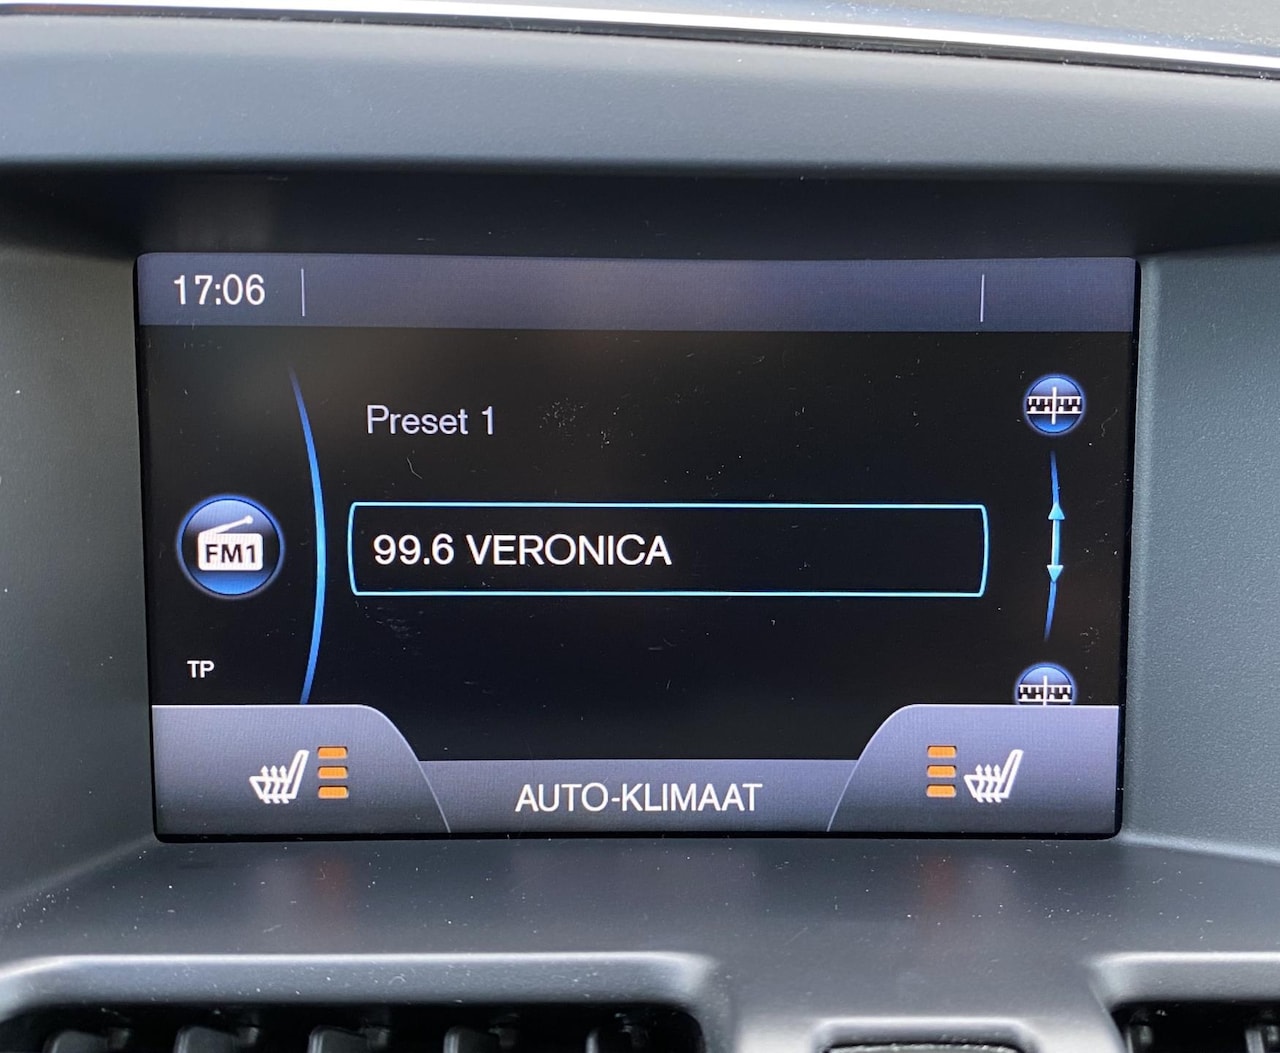 17:06
Preset 1
99.6 VERONICA
FM1
TP
AUTO-KLIMAAT